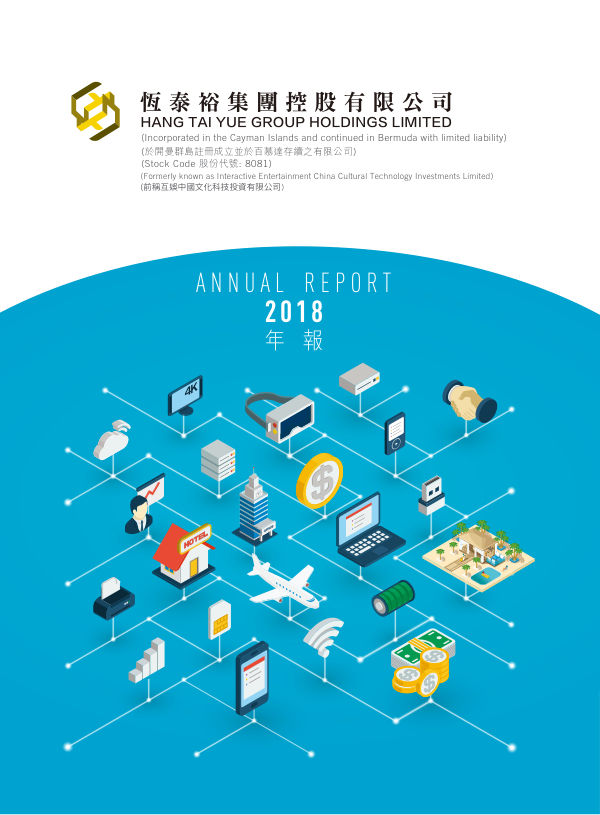 恆泰裕集團控股有限公司
HANG TAI YUE GROUP HOLDINGS LIMITED
(Incorporated in the Cayman Islands and continued in Bermuda with limited liability)
(於開曼群島註冊成立並於百慕達存續之有限公司)
(Stock Code 股份代號: 8081)
(Formerly known as Interactive Entertainment China Cultural Technology Investments Limited)
(前稱互娛中國文化科技投資有限公司)
ANNUAL REPORT
2018
年 報
4K
HOTEL